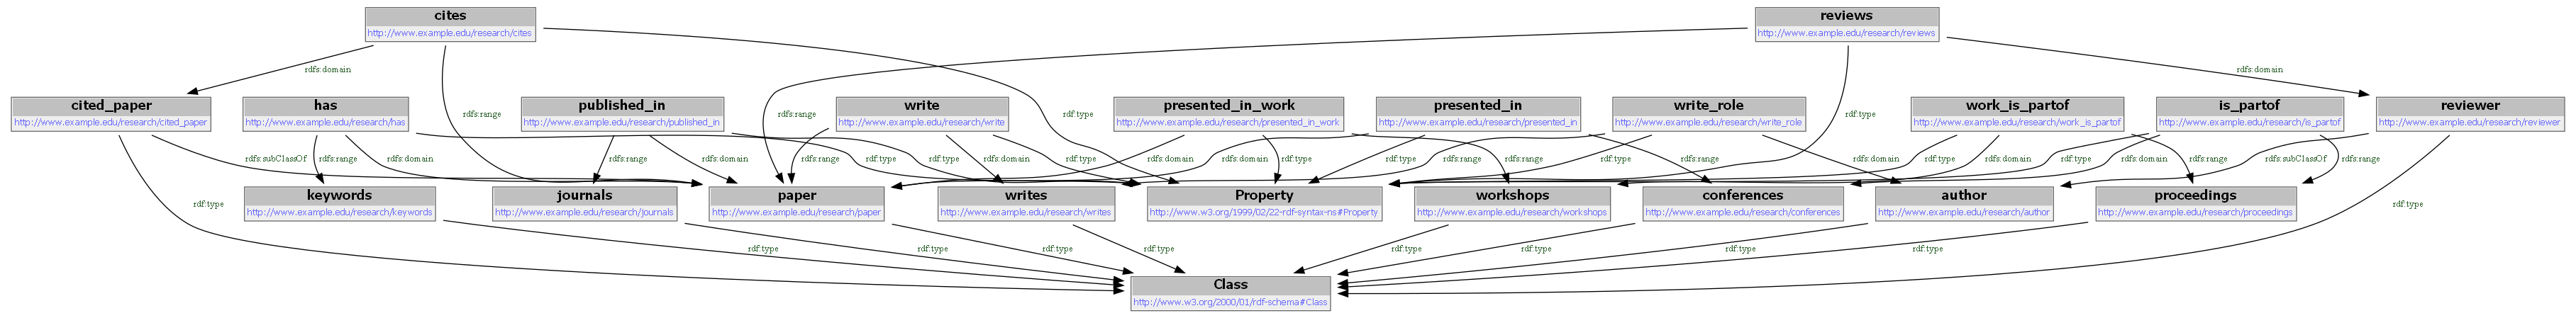 cites
http://www.example.edu/research/cites
reviews
http://www.example.edu/research/reviews
rdfs:domain
rdfs:domain
cited_paper
http://www.example.edu/research/cited_paper
has
http://www.example.edu/research/has
rdfs:range
published_in
http://www.example.edu/research/published_in
rdfs:range
write
http://www.example.edu/research/write
rdf:type
presented_in_work
http://www.example.edu/research/presented_in_work
presented_in
http://www.example.edu/research/presented_in
write_role
http://www.example.edu/research/write_role
rdf:type
work_is_partof
http://www.example.edu/research/work_is_partof
is_partof
http://www.example.edu/research/is_partof
reviewer
http://www.example.edu/research/reviewer
rdfs:subClassOf
rdfs:range
rdfs:domain
rdfs:range
rdfs:domain
rdfs:range
rdf:type
rdf:type
rdfs:domain
rdf:type
rdfs:domain
rdfs:domain
rdf:type
rdfs:range
rdf:type
rdfs:range
rdf:type
rdfs:range
rdfs:domain
rdf:type
rdfs:domain
rdf:type
rdfs:domain
rdfs:range
rdfs:subClassOf
rdfs:range
keywords
http://www.example.edu/research/keywords
journals
http://www.example.edu/research/journals
paper
http://www.example.edu/research/paper
writes
http://www.example.edu/research/writes
Property
http://www.w3.org/1999/02/22-rdf-syntax-ns#Property
workshops
http://www.example.edu/research/workshops
conferences
http://www.example.edu/research/conferences
author
http://www.example.edu/research/author
proceedings
http://www.example.edu/research/proceedings
rdf:type
rdf:type
rdf:type
rdf:type
rdf:type
rdf:type
rdf:type
rdf:type
rdf:type
rdf:type
Class
http://www.w3.org/2000/01/rdf-schema#Class